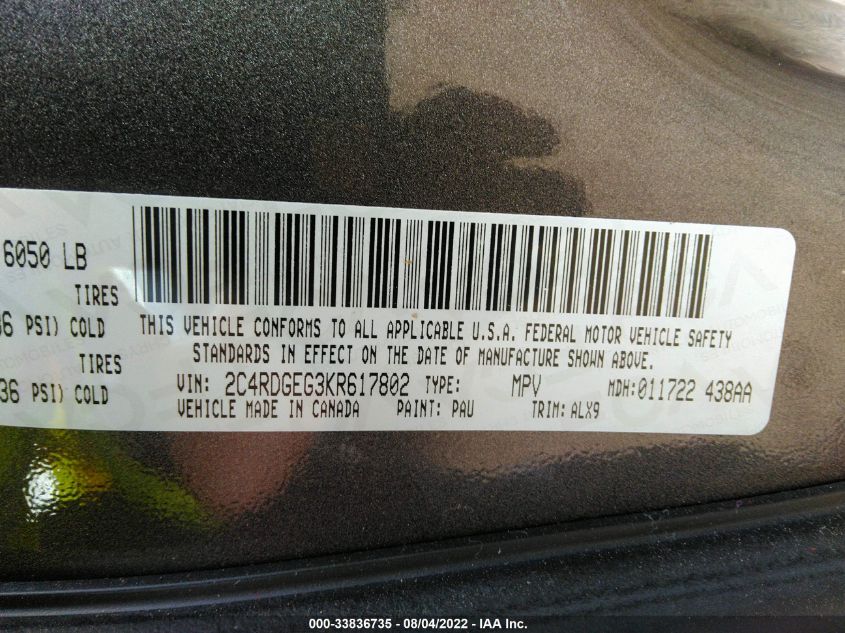 6050 LB
TIRES
36 PSI) COLD
TIRES
36 PSI) COLD
THIS VEHICLE CONFORMS TO ALL APPLICABLE U.S.A. FEDERAL MOTOR VEHICLE SAFETY
STANDARDS IN EFFECT ON THE DATE OF MANUFACTURE SHOWN ABOVE.
VIN: 2C4RDGEG3KR617802 TYPE: MPV MDH:011722 438AA
VEHICLE MADE IN CANADA PAINT: PAU TRIM: ALX9
000-33836735 - 08/04/2022 - IAA Inc.